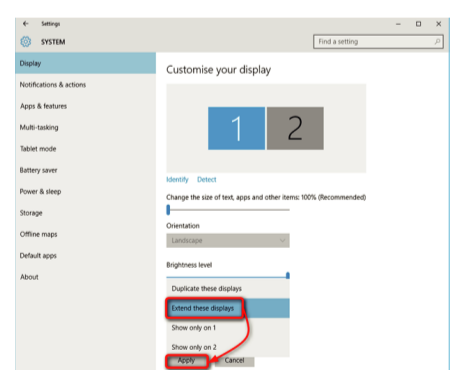 Settings
SYSTEM
Find a setting
Display
Notifications & actions
Apps & features
Multi-tasking
Tablet mode
Battery saver
Power & sleep
Storage
Offline maps
Default apps
About
Customise your display
1 2
Identify Detect
Change the size of text, apps and other items: 100% (Recommended)
Orientation
Landscape
Brightness level
Duplicate these displays
Extend these displays
Show only on 1
Show only on 2
Apply Cancel